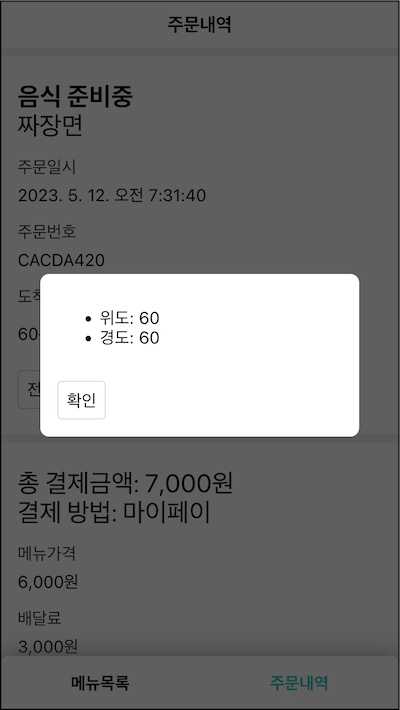 주문내역
음식 준비중
짜장면
주문일시
2023. 5. 12. 오전 7:31:40
주문번호
CACDA420
도착
위도: 60
경도: 60
60
전
확인
총 결제금액: 7,000원
결제 방법: 마이페이
메뉴가격
6,000원
배달료
3,000원
메뉴목록
주문내역